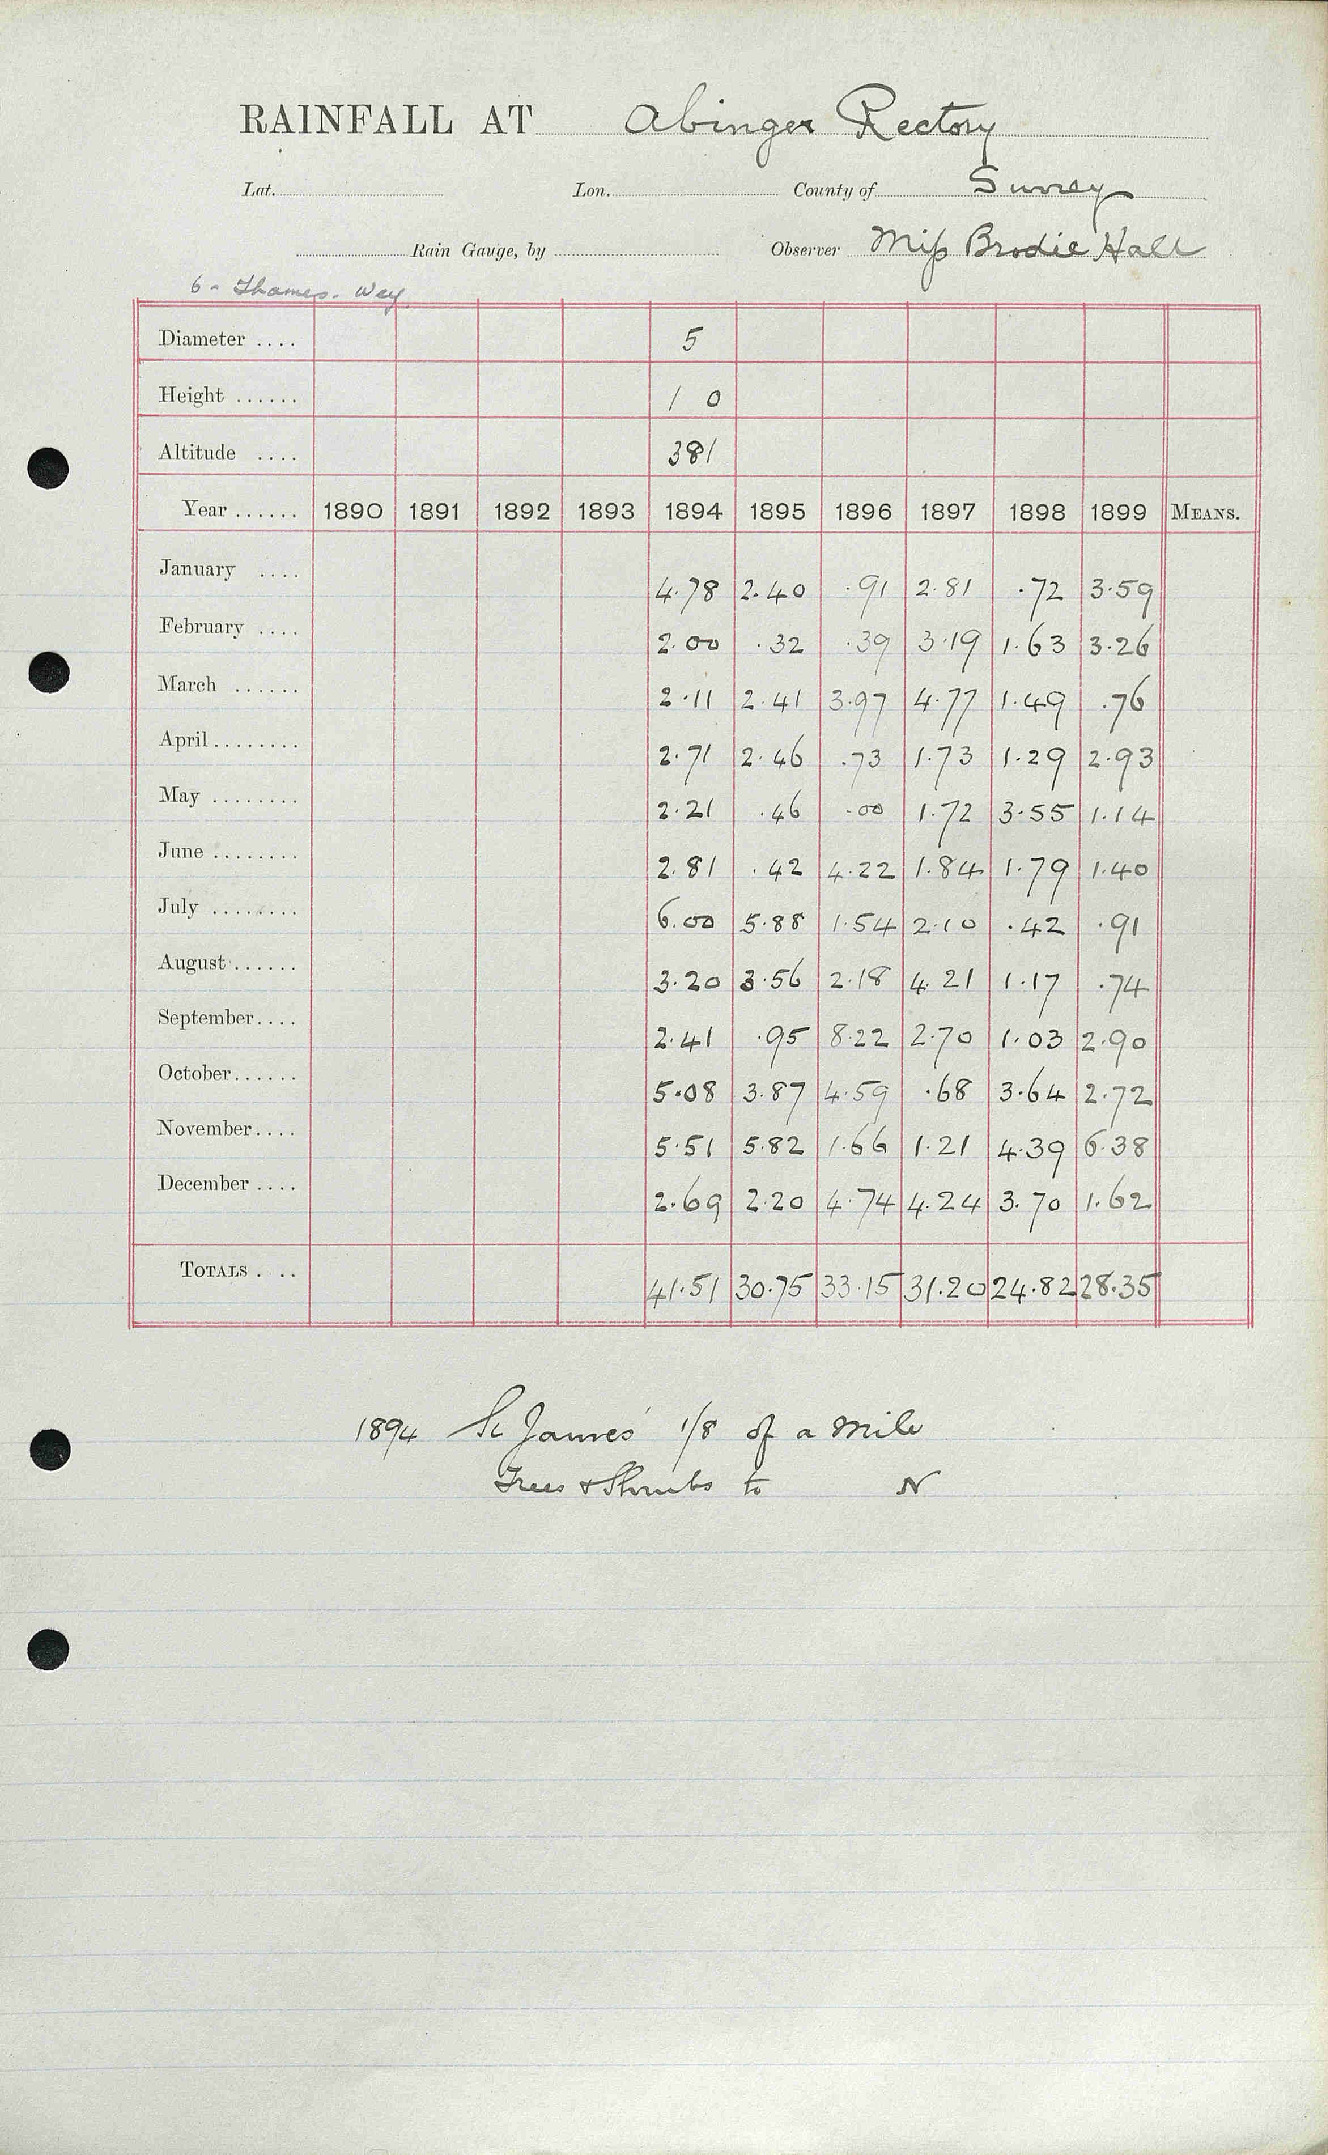 RAINFALL AT Abinger Rectory
Lat. Lon. County of Surrey
Rain Gauge, by Observer Miss Brodie Hall
6 - Thames - Wey.
Diameter .... 5
Height ...... 1 0
Altitude .... 381
Year ...... 1890 1891 1892 1893 1894 1895 1896 1897 1898 1899 MEANS.
January .... 4.78 2.40 .91 2.81 .72 3.59
February .... 2.00 .32 .39 3.19 1.63 3.26
March ...... 2.11 2.41 3.97 4.77 1.49 .76
April ........ 2.71 2.46 .73 1.73 1.29 2.93
May ........ 2.21 .46 .00 1.72 3.55 1.14
June ........ 2.81 .42 4.22 1.84 1.79 1.40
July ........ 6.00 5.88 1.54 2.10 .42 .91
August ...... 3.20 3.56 2.18 4.21 1.17 .74
September.... 2.41 .95 8.22 2.70 1.03 2.90
October...... 5.08 3.87 4.59 .68 3.64 2.72
November.... 5.51 5.82 1.66 1.21 4.39 6.38
December .... 2.69 2.20 4.74 4.24 3.70 1.62
TOTALS . .. 41.51 30.75 33.15 31.20 24.82 28.35
1894 St James' 1/8 of a mile
Trees & Shrubs to N